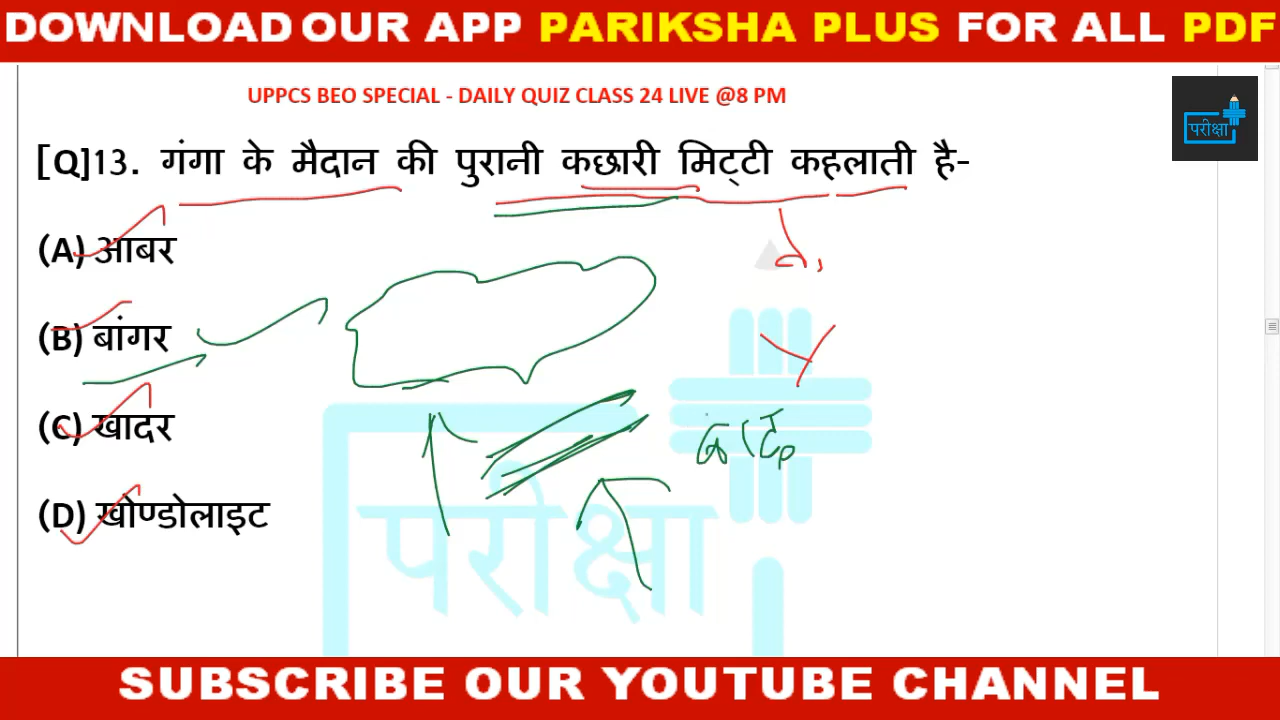 DOWNLOAD OUR APP PARIKSHA PLUS FOR ALL PDF
UPPCS BEO SPECIAL - DAILY QUIZ CLASS 24 LIVE @8 PM
परीक्षा
[Q]13. गंगा के मैदान की पुरानी कछारी मिट्टी कहलाती है-
(A) आबर
(B) बांगर
(C) खादर
(D) खोण्डोलाइट
परीक्षा
SUBSCRIBE OUR YOUTUBE CHANNEL